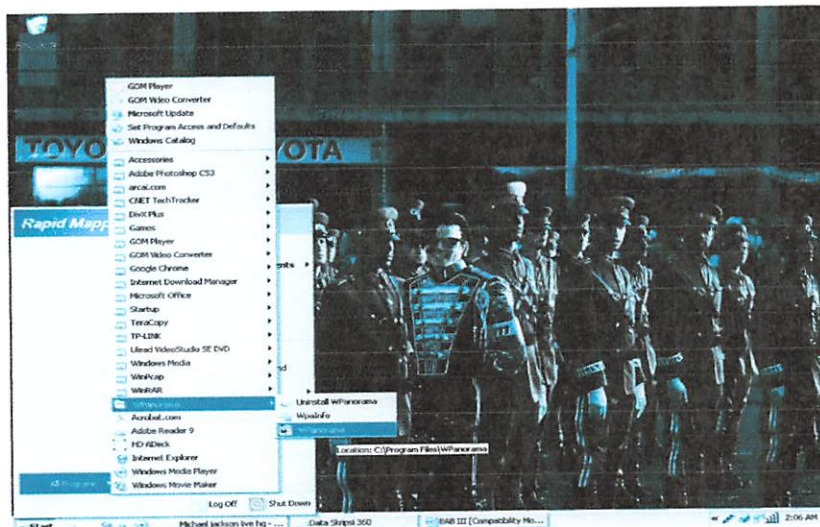 GOM Player
GOM Video Converter
Microsoft Update
Set Program Access and Defaults
Windows Catalog
TOYO
YOTA
Accessories
Adobe Photoshop CS3
arcai.com
CNET TechTracker
DivX Plus
Games
GOM Player
GOM Video Converter
Google Chrome
Internet Download Manager
Microsoft Office
Startup
TeraCopy
TP-LINK
Ulead VideoStudio SE DVD
Windows Media
WinPcap
WinRAR
WPanorama
Acrobat.com
Adobe Reader 9
HD ADeck
Internet Explorer
Windows Media Player
Windows Movie Maker
Rapid Mapp
ents
nd
Uninstall WPanorama
WpaInfo
WPanorama
Location: C:\Program Files\WPanorama
All Programs
Log Off
Shut Down
Start
Michael jackson live hq - ...
Data Skripsi 360
BAB III [Compatibility Mo...
2:06 AM